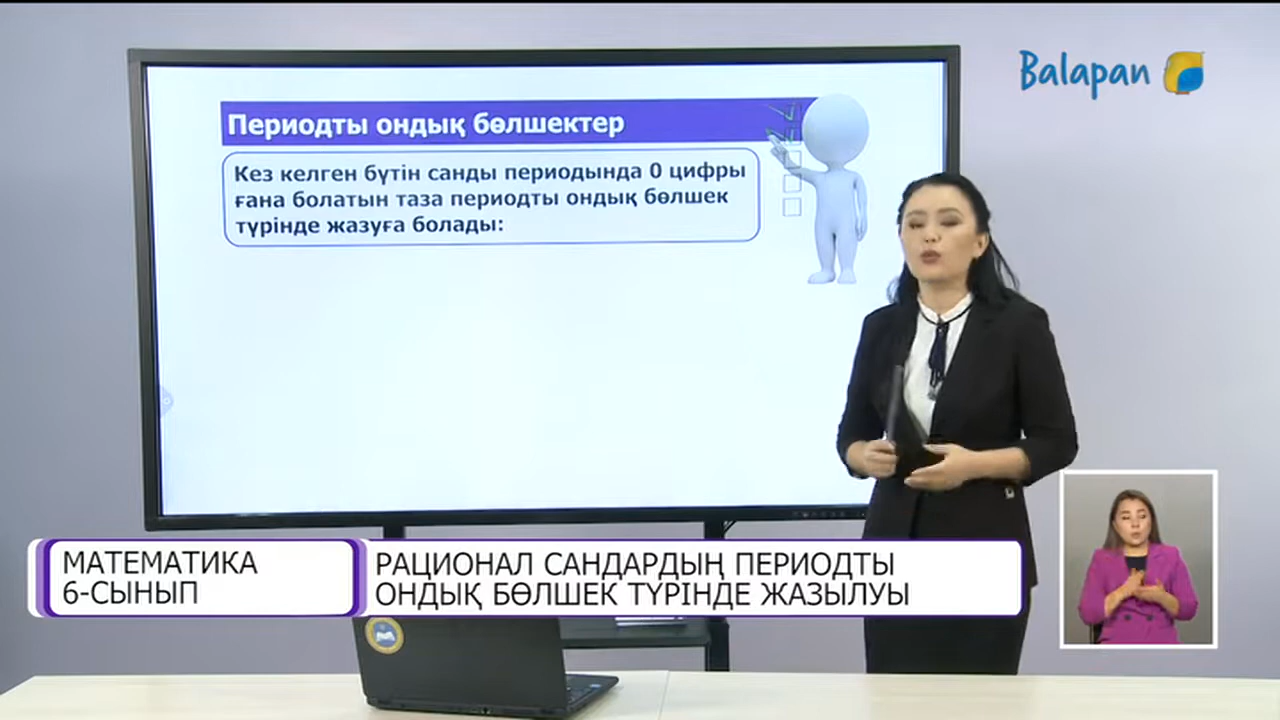 Balapan
Периодты ондық бөлшектер
Кез келген бүтін санды периодында 0 цифры
ғана болатын таза периодты ондық бөлшек
түрінде жазуға болады:
МАТЕМАТИКА
6-СЫНЫП
РАЦИОНАЛ САНДАРДЫҢ ПЕРИОДТЫ
ОНДЫҚ БӨЛШЕК ТҮРІНДЕ ЖАЗЫЛУЫ